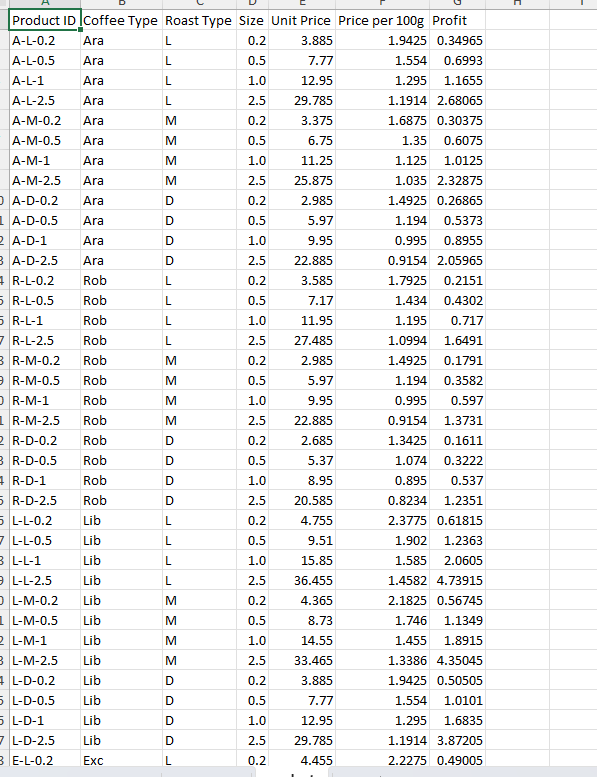 Product ID Coffee Type Roast Type Size Unit Price Price per 100g Profit
A-L-0.2 Ara L 0.2 3.885 1.9425 0.34965
A-L-0.5 Ara L 0.5 7.77 1.554 0.6993
A-L-1 Ara L 1.0 12.95 1.295 1.1655
A-L-2.5 Ara L 2.5 29.785 1.1914 2.68065
A-M-0.2 Ara M 0.2 3.375 1.6875 0.30375
A-M-0.5 Ara M 0.5 6.75 1.35 0.6075
A-M-1 Ara M 1.0 11.25 1.125 1.0125
A-M-2.5 Ara M 2.5 25.875 1.035 2.32875
A-D-0.2 Ara D 0.2 2.985 1.4925 0.26865
A-D-0.5 Ara D 0.5 5.97 1.194 0.5373
A-D-1 Ara D 1.0 9.95 0.995 0.8955
A-D-2.5 Ara D 2.5 22.885 0.9154 2.05965
R-L-0.2 Rob L 0.2 3.585 1.7925 0.2151
R-L-0.5 Rob L 0.5 7.17 1.434 0.4302
R-L-1 Rob L 1.0 11.95 1.195 0.717
R-L-2.5 Rob L 2.5 27.485 1.0994 1.6491
R-M-0.2 Rob M 0.2 2.985 1.4925 0.1791
R-M-0.5 Rob M 0.5 5.97 1.194 0.3582
R-M-1 Rob M 1.0 9.95 0.995 0.597
R-M-2.5 Rob M 2.5 22.885 0.9154 1.3731
R-D-0.2 Rob D 0.2 2.685 1.3425 0.1611
R-D-0.5 Rob D 0.5 5.37 1.074 0.3222
R-D-1 Rob D 1.0 8.95 0.895 0.537
R-D-2.5 Rob D 2.5 20.585 0.8234 1.2351
L-L-0.2 Lib L 0.2 4.755 2.3775 0.61815
L-L-0.5 Lib L 0.5 9.51 1.902 1.2363
L-L-1 Lib L 1.0 15.85 1.585 2.0605
L-L-2.5 Lib L 2.5 36.455 1.4582 4.73915
L-M-0.2 Lib M 0.2 4.365 2.1825 0.56745
L-M-0.5 Lib M 0.5 8.73 1.746 1.1349
L-M-1 Lib M 1.0 14.55 1.455 1.8915
L-M-2.5 Lib M 2.5 33.465 1.3386 4.35045
L-D-0.2 Lib D 0.2 3.885 1.9425 0.50505
L-D-0.5 Lib D 0.5 7.77 1.554 1.0101
L-D-1 Lib D 1.0 12.95 1.295 1.6835
L-D-2.5 Lib D 2.5 29.785 1.1914 3.87205
E-L-0.2 Exc L 0.2 4.455 2.2275 0.49005